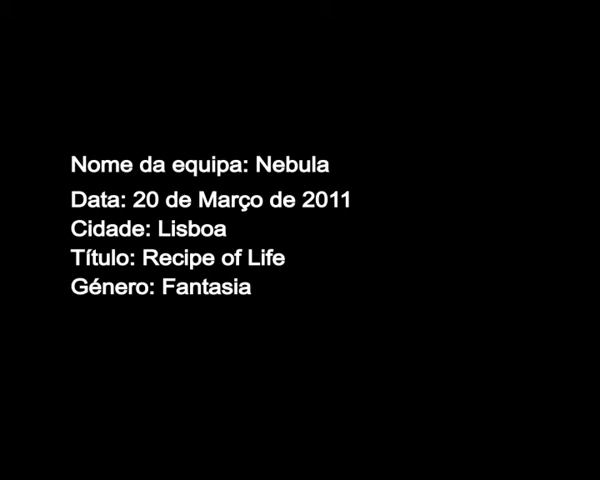 Nome da equipa: Nebula
Data: 20 de Março de 2011
Cidade: Lisboa
Título: Recipe of Life
Género: Fantasia